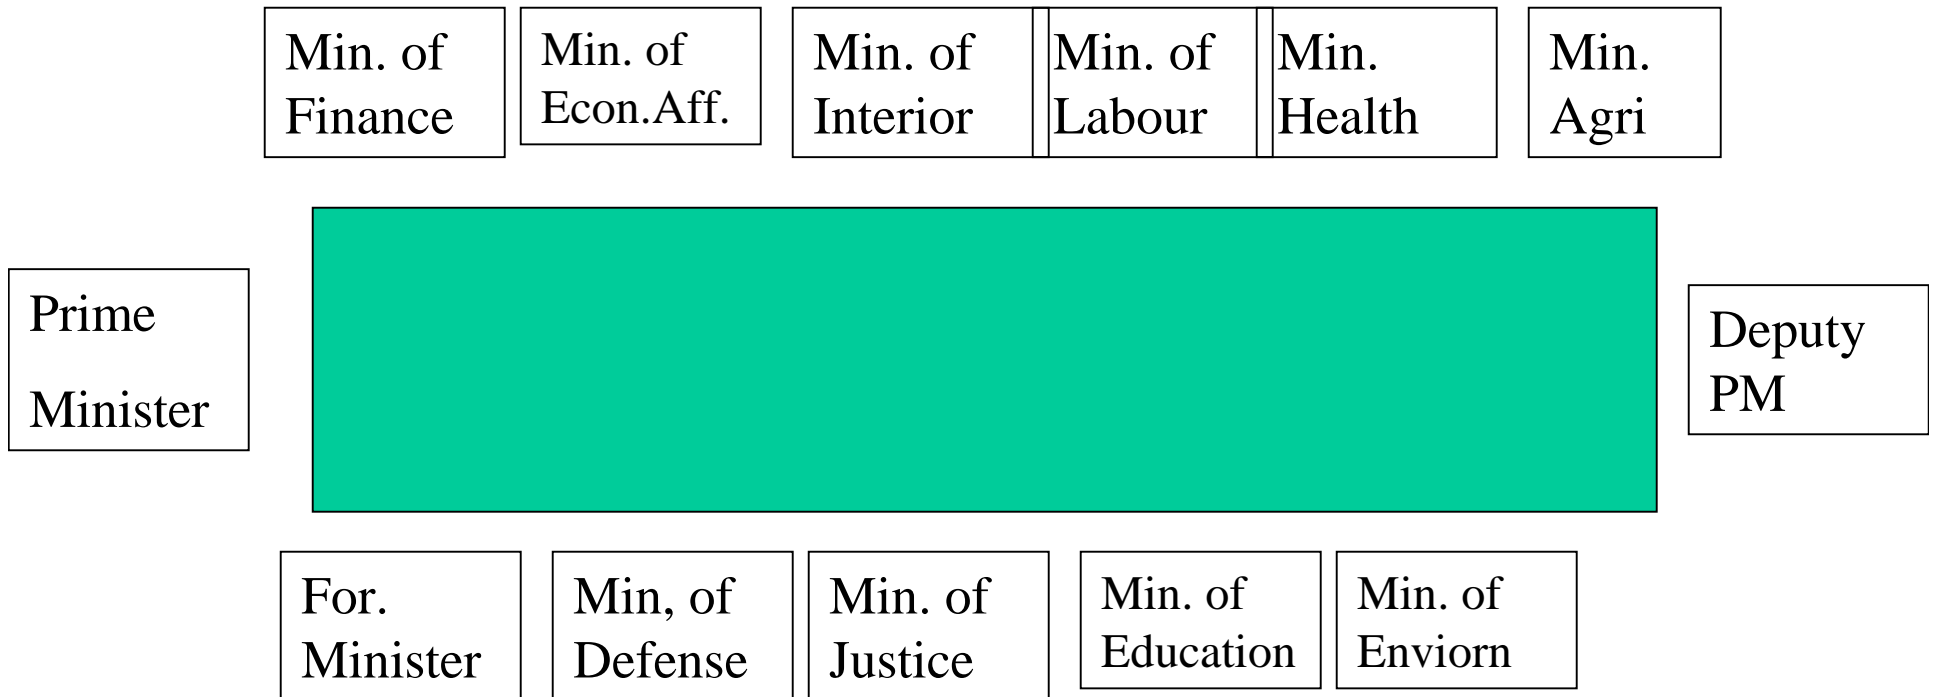 Min. of
Finance
Min. of
Econ.Aff.
Min. of
Interior
Min. of
Labour
Min.
Health
Min.
Agri
Prime
Minister
Deputy
PM
For.
Minister
Min, of
Defense
Min. of
Justice
Min. of
Education
Min. of
Enviorn